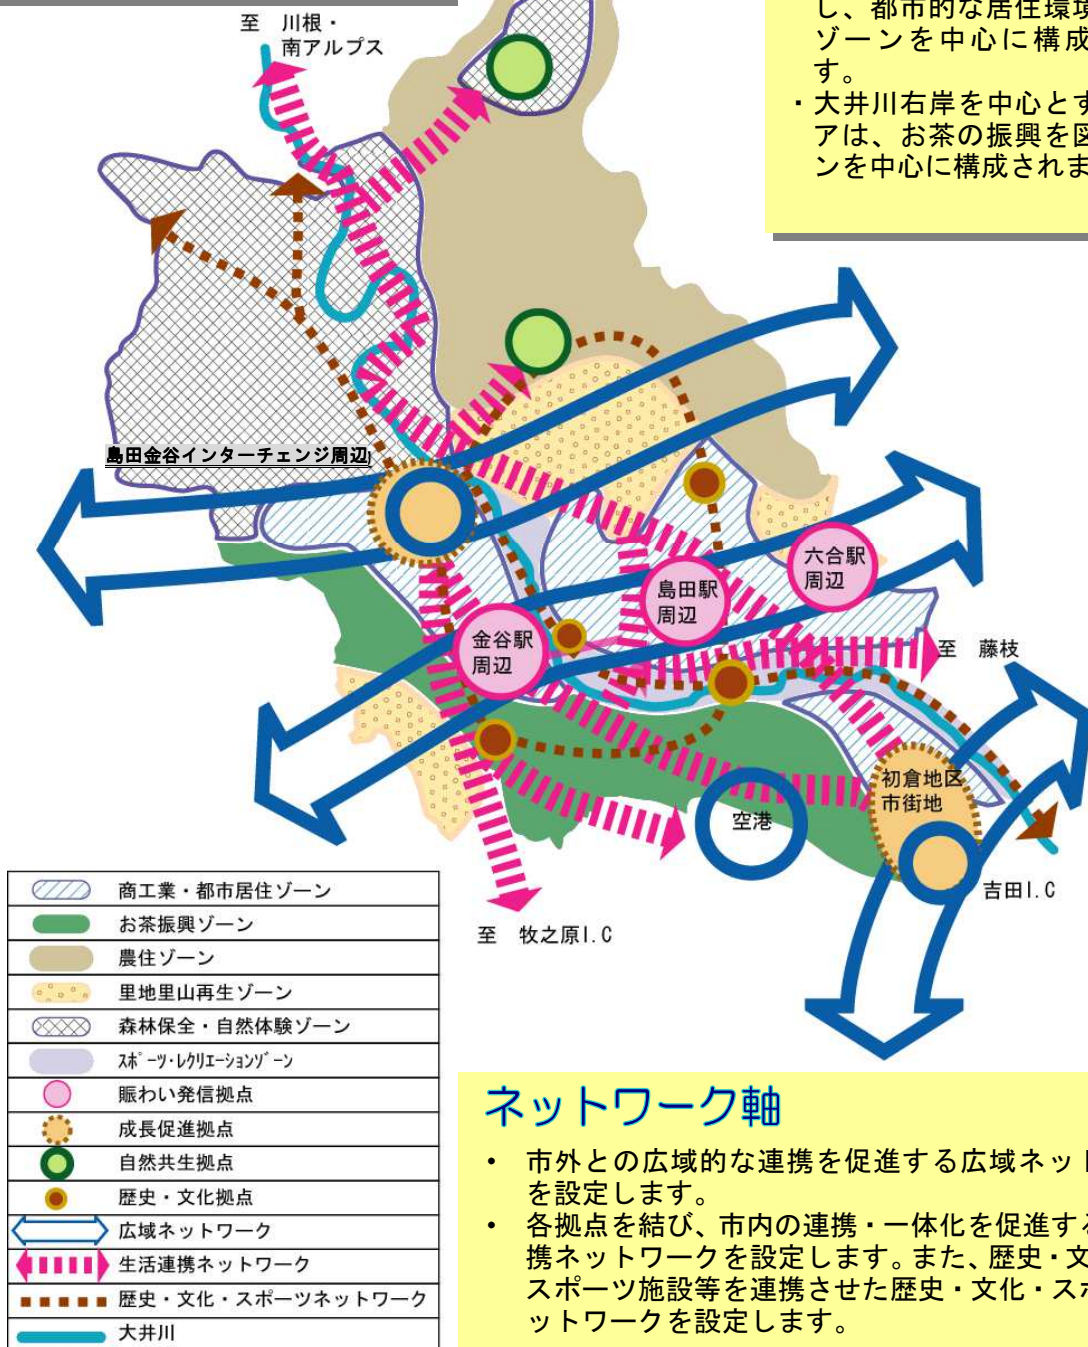 至 川根・
南アルプス
し、都市的な居住環境
ゾーンを中心に構成
す。
・大井川右岸を中心とす
アは、お茶の振興を図
ンを中心に構成されま
島田金谷インターチェンジ周辺
六合駅
周辺
島田駅
周辺
金谷駅
周辺
至 藤枝
初倉地区
市街地
空港
吉田I.C
至 牧之原I.C
商工業・都市居住ゾーン
お茶振興ゾーン
農住ゾーン
里地里山再生ゾーン
森林保全・自然体験ゾーン
ｽﾎﾟｰﾂ･ﾚｸﾘｴｰｼｮﾝｿﾞｰﾝ
賑わい発信拠点
成長促進拠点
自然共生拠点
歴史・文化拠点
広域ネットワーク
生活連携ネットワーク
歴史・文化・スポーツネットワーク
大井川
ネットワーク軸
• 市外との広域的な連携を促進する広域ネット
を設定します。
• 各拠点を結び、市内の連携・一体化を促進する
携ネットワークを設定します。また、歴史・文
スポーツ施設等を連携させた歴史・文化・スポ
ットワークを設定します。